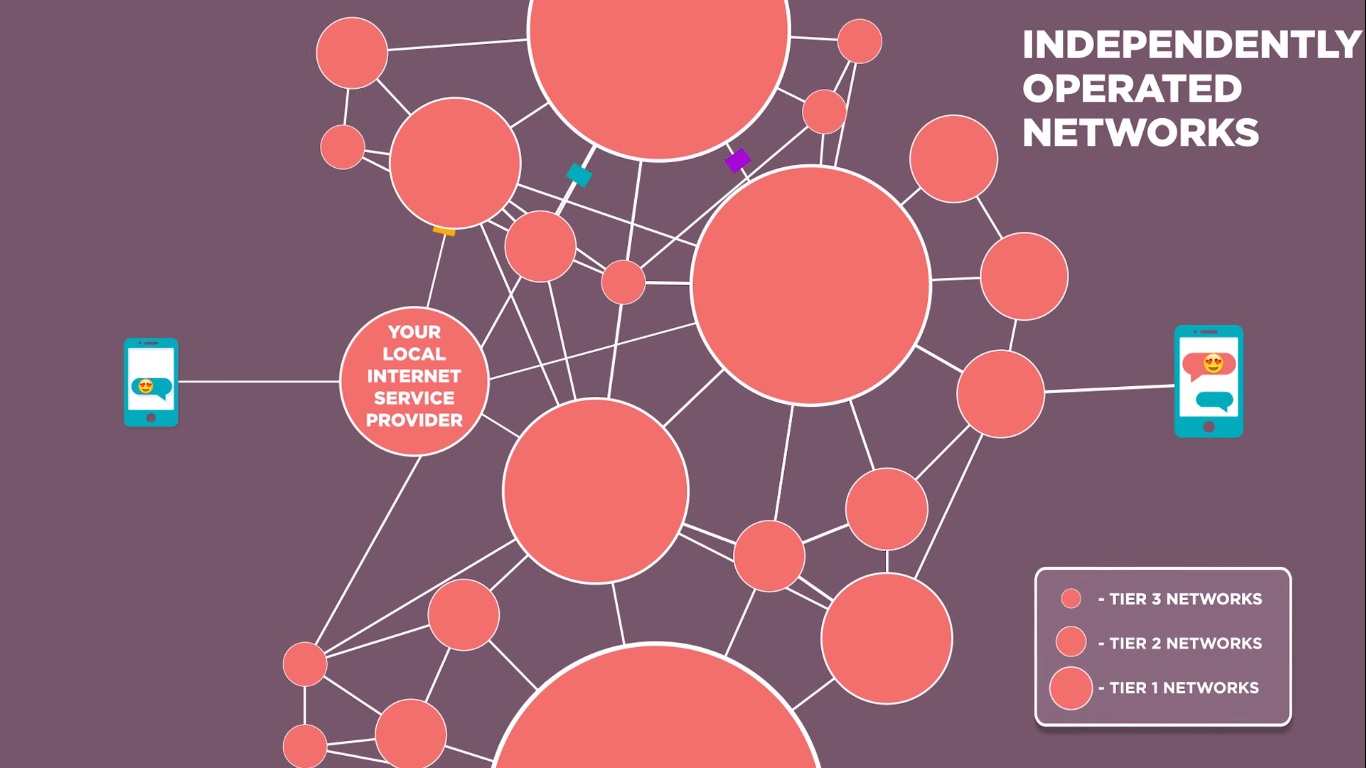 INDEPENDENTLY
OPERATED
NETWORKS
YOUR
LOCAL
INTERNET
SERVICE
PROVIDER
- TIER 3 NETWORKS
- TIER 2 NETWORKS
- TIER 1 NETWORKS